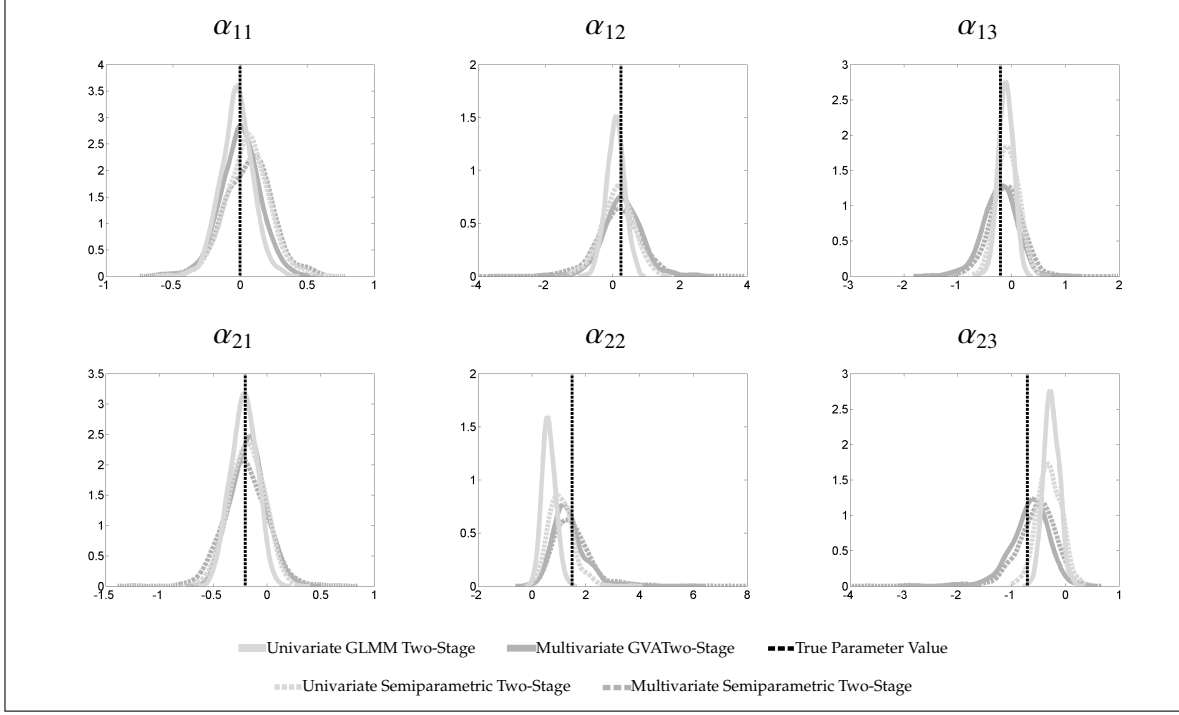 α11 α12 α13
4 2 3
3.5
3 1.5 2.5
2.5 2
2 1 1.5
1.5
1 0.5 1
0.5 0.5
0 0 0
-1 -0.5 0 0.5 1 -4 -2 0 2 4 -3 -2 -1 0 1 2
α21 α22 α23
3.5 2 3
3 2.5
2.5 1.5 2
2 1 1.5
1.5
1 0.5 1
0.5 0.5
0 0 0
-1.5 -1 -0.5 0 0.5 1 -2 0 2 4 6 8 -4 -3 -2 -1 0 1
Univariate GLMM Two-Stage Multivariate GVATwo-Stage True Parameter Value
Univariate Semiparametric Two-Stage Multivariate Semiparametric Two-Stage